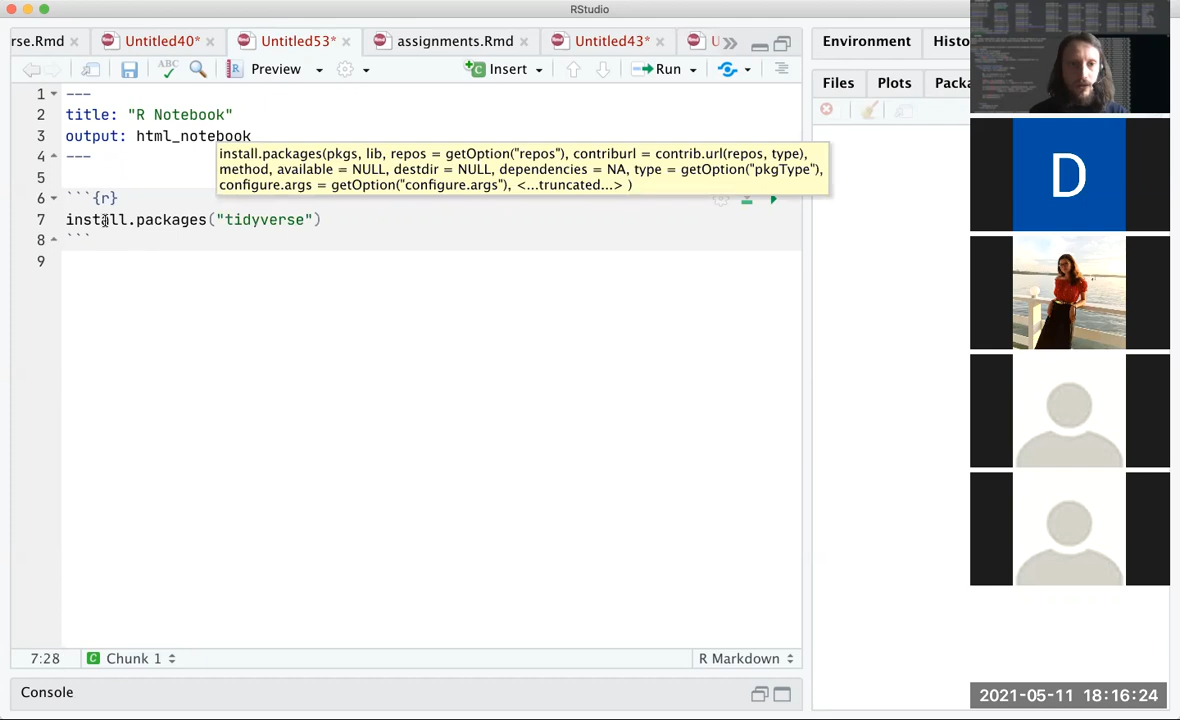 RStudio
rse.Rmd
Untitled40*
Untitled53*
assignments.Rmd
Untitled43*
U
Environment
Histo
ABC
Preview
Insert
Run
Files
Plots
Packa
1 ---
2 title: "R Notebook"
3 output: html_notebook
4 ---
install.packages(pkgs, lib, repos = getOption("repos"), contriburl = contrib.url(repos, type),
method, available = NULL, destdir = NULL, dependencies = NA, type = getOption("pkgType"),
configure.args = getOption("configure.args"), <...truncated...> )
5
6 ```{r}
7 install.packages("tidyverse")
8 ```
9
D
7:28
C Chunk 1
R Markdown
Console
2021-05-11 18:16:24